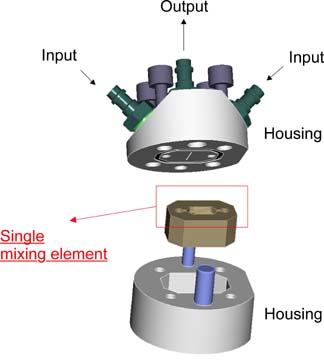 Output
Input
Input
Housing
Single
mixing element
Housing